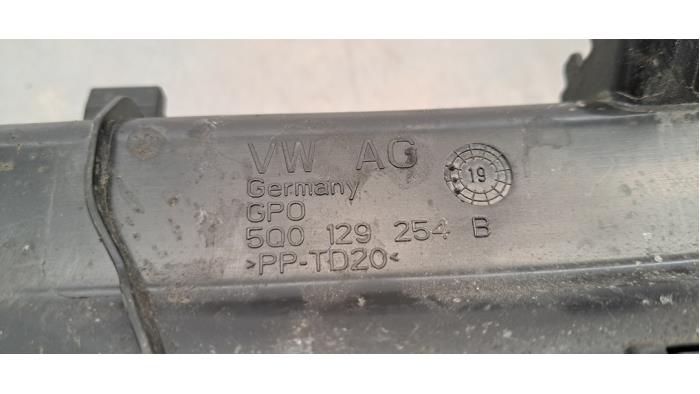 VW AG
Germany
GPO
5Q0 129 254 B
>PP-TD20<
19